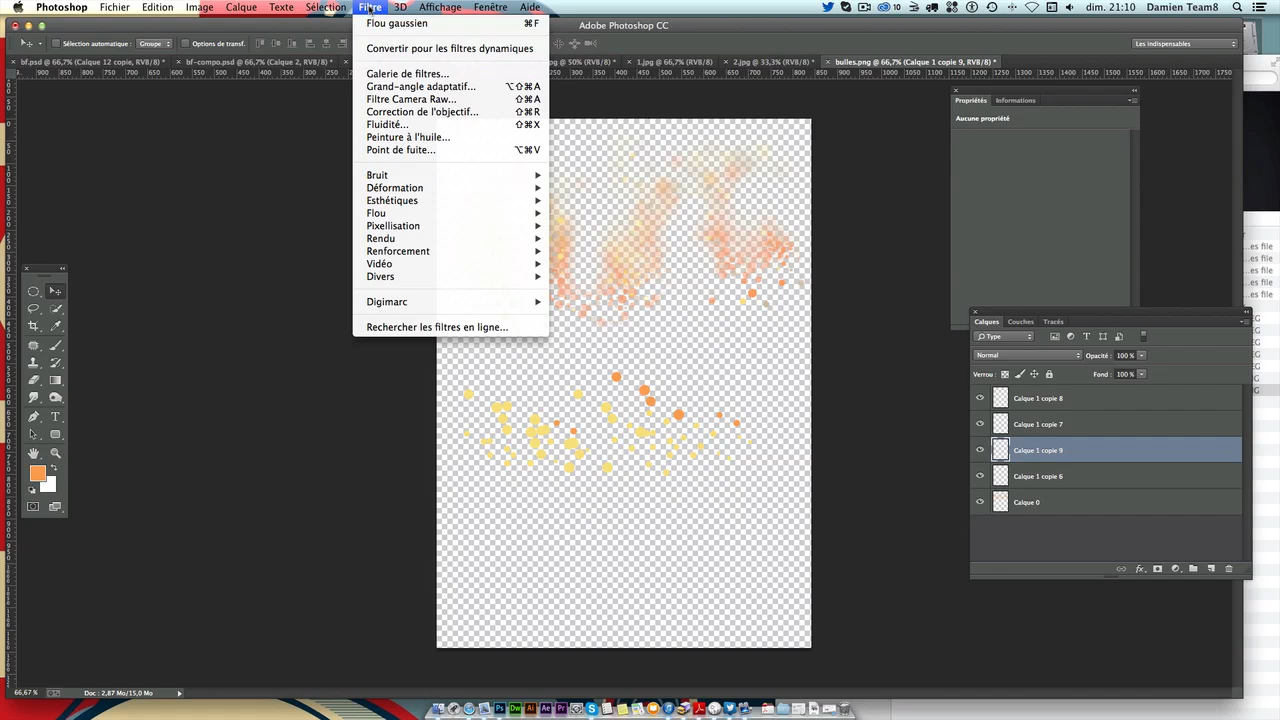 Photoshop Fichier Edition Image Calque Texte Sélection Filtre 3D Affichage Fenêtre Aide dim. 21:10 Damien Team8
Adobe Photoshop CC
Sélection automatique : Groupe Options de transf. Les indispensables
bf.psd @ 66,7% (Calque 12 copie, RVB/8) * bf-compo.psd @ 66,7% (Calque 2, RVB/8) * 1.jpg @ 66,7% (RVB/8) 2.jpg @ 33,3% (RVB/8) bulles.png @ 66,7% (Calque 1 copie 9, RVB/8) *
Flou gaussien ⌘F
Convertir pour les filtres dynamiques
Galerie de filtres...
Grand-angle adaptatif... ⌥⇧⌘A
Filtre Camera Raw... ⇧⌘A
Correction de l'objectif... ⇧⌘R
Fluidité... ⇧⌘X
Peinture à l'huile...
Point de fuite... ⌥⌘V
Bruit
Déformation
Esthétiques
Flou
Pixellisation
Rendu
Renforcement
Vidéo
Divers
Digimarc
Rechercher les filtres en ligne...
Propriétés Informations
Aucune propriété
Calques Couches Tracés
Type
Normal Opacité : 100 %
Verrou : Fond : 100 %
Calque 1 copie 8
Calque 1 copie 7
Calque 1 copie 9
Calque 1 copie 6
Calque 0
66,67 % Doc : 2,87 Mo/15,0 Mo